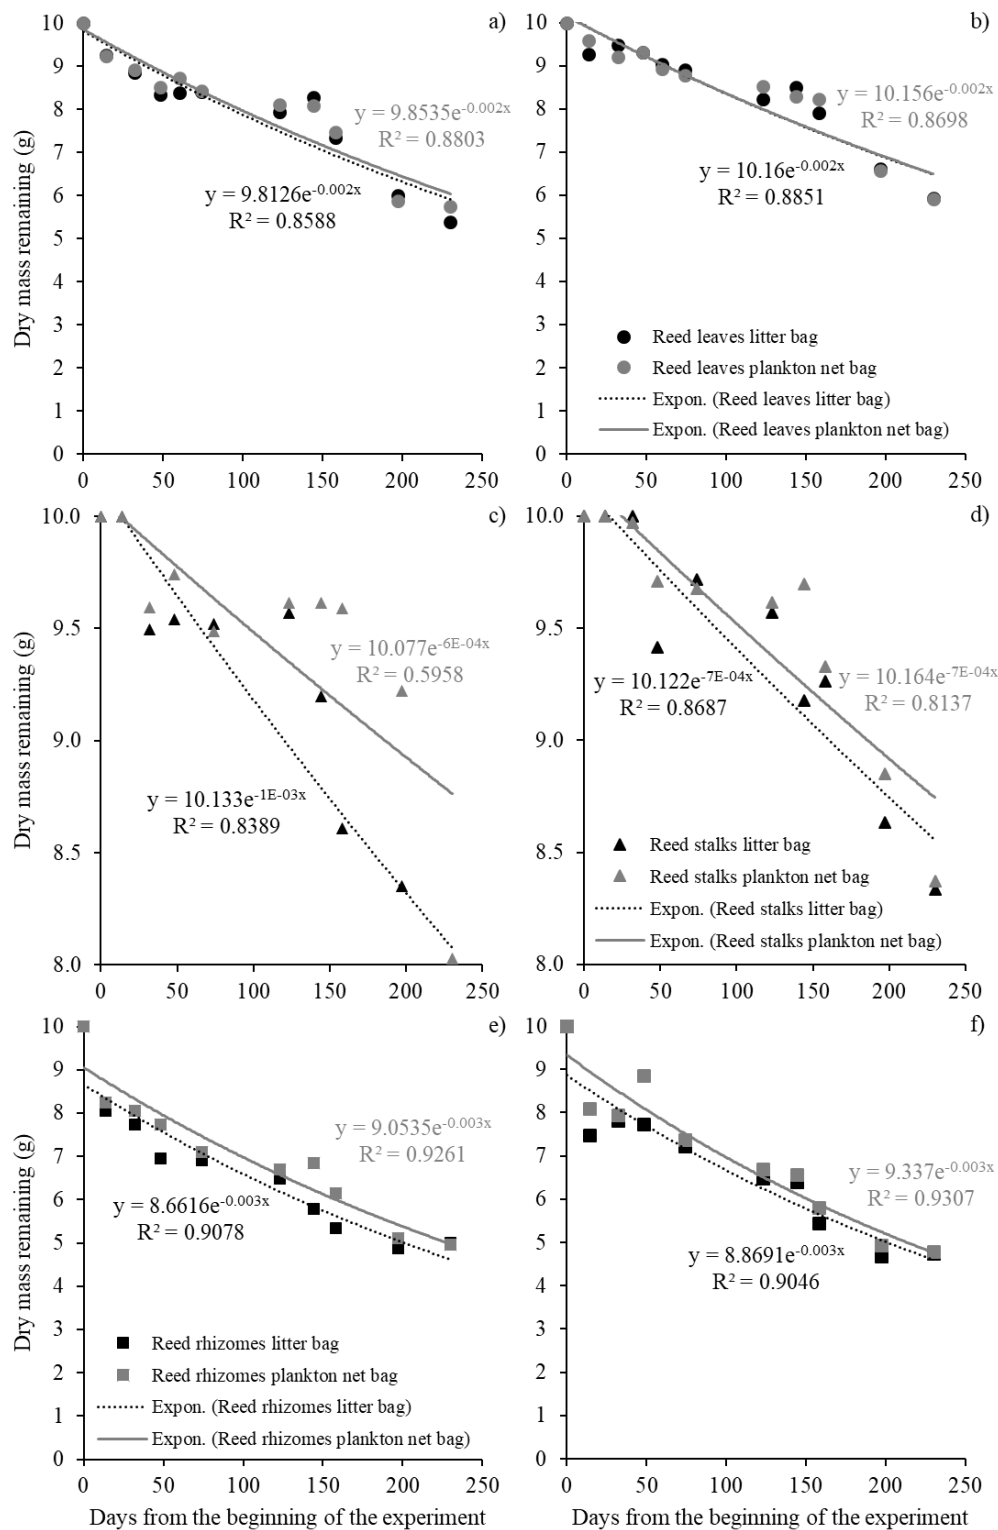 a)
Dry mass remaining (g)
10
9
8
7
6
5
4
3
2
1
0
y = 9.8535e-0.002x
R² = 0.8803
y = 9.8126e-0.002x
R² = 0.8588
0 50 100 150 200 250
b)
10
9
8
7
6
5
4
3
2
1
0
y = 10.156e-0.002x
R² = 0.8698
y = 10.16e-0.002x
R² = 0.8851
Reed leaves litter bag
Reed leaves plankton net bag
Expon. (Reed leaves litter bag)
Expon. (Reed leaves plankton net bag)
0 50 100 150 200 250
c)
Dry mass remaining (g)
10.0
9.5
9.0
8.5
8.0
y = 10.077e-6E-04x
R² = 0.5958
y = 10.133e-1E-03x
R² = 0.8389
0 50 100 150 200 250
d)
10.0
9.5
9.0
8.5
8.0
y = 10.122e-7E-04x
R² = 0.8687
y = 10.164e-7E-04x
R² = 0.8137
Reed stalks litter bag
Reed stalks plankton net bag
Expon. (Reed stalks litter bag)
Expon. (Reed stalks plankton net bag)
0 50 100 150 200 250
e)
Dry mass remaining (g)
10
9
8
7
6
5
4
3
2
1
0
y = 9.0535e-0.003x
R² = 0.9261
y = 8.6616e-0.003x
R² = 0.9078
Reed rhizomes litter bag
Reed rhizomes plankton net bag
Expon. (Reed rhizomes litter bag)
Expon. (Reed rhizomes plankton net bag)
0 50 100 150 200 250
Days from the beginning of the experiment
f)
10
9
8
7
6
5
4
3
2
1
0
y = 9.337e-0.003x
R² = 0.9307
y = 8.8691e-0.003x
R² = 0.9046
0 50 100 150 200 250
Days from the beginning of the experiment